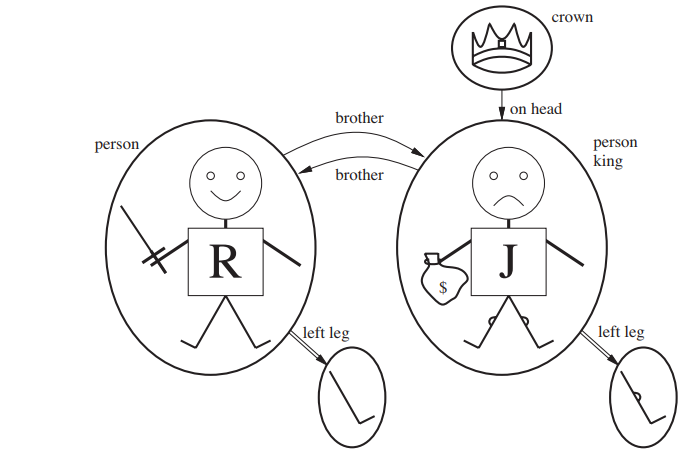 crown
on head
brother
person
person
king
brother
R
J
$
left leg
left leg